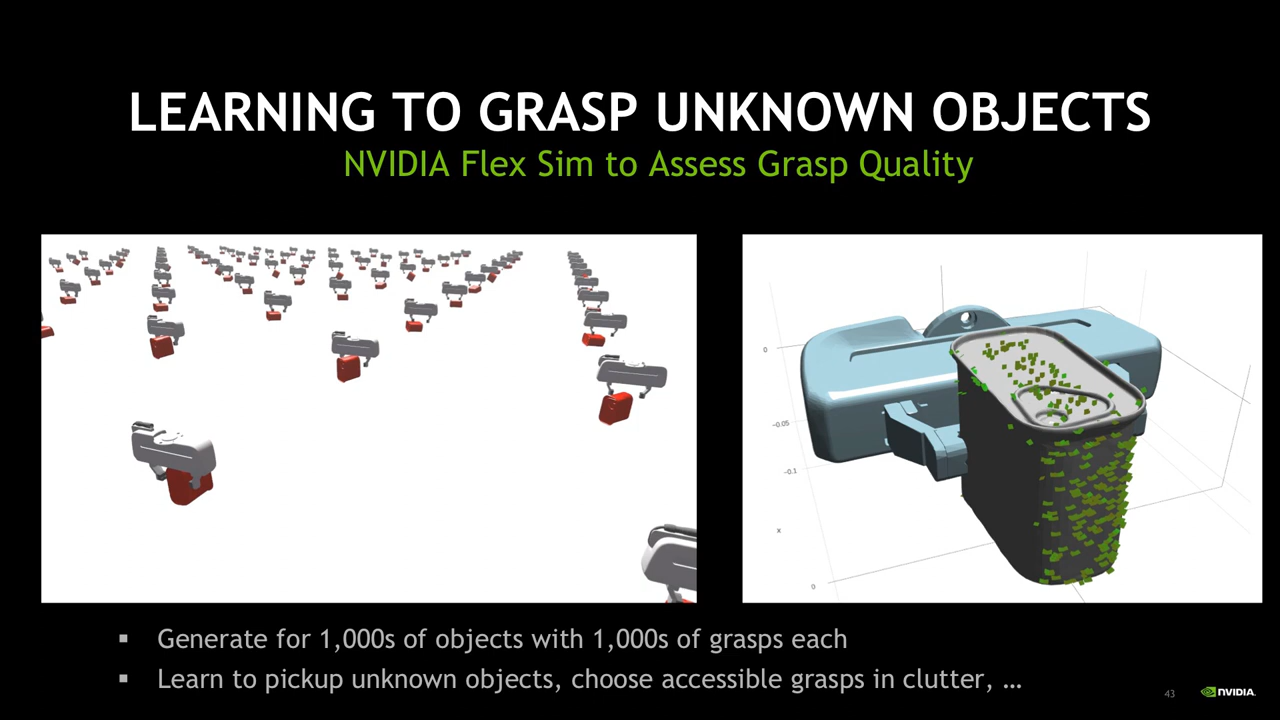 LEARNING TO GRASP UNKNOWN OBJECTS
NVIDIA Flex Sim to Assess Grasp Quality
0
-0.05
-0.1
x
0
▪ Generate for 1,000s of objects with 1,000s of grasps each
▪ Learn to pickup unknown objects, choose accessible grasps in clutter, …
43
NVIDIA.